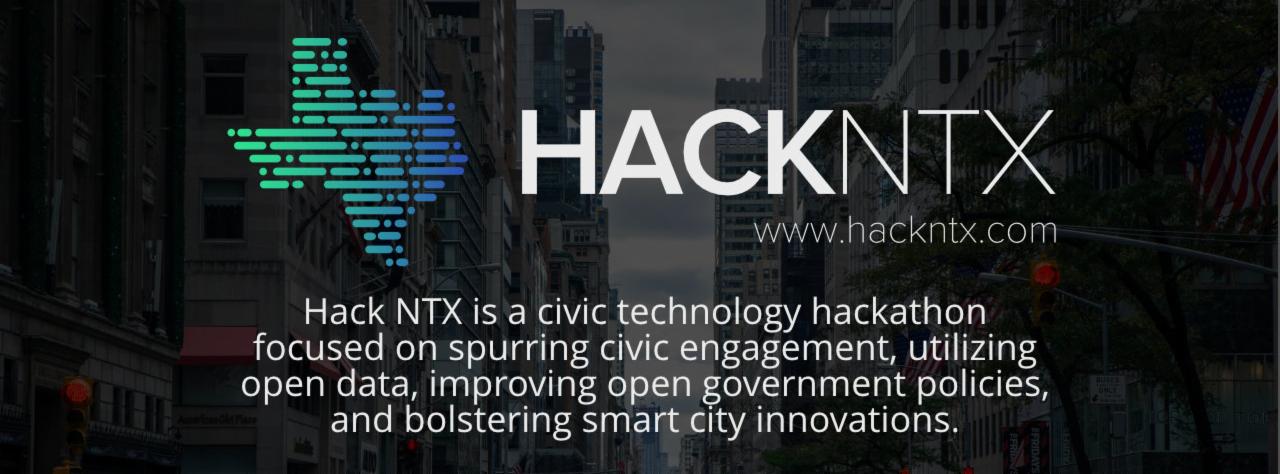 HACKNTX
www.hackntx.com
Hack NTX is a civic technology hackathon
focused on spurring civic engagement, utilizing
open data, improving open government policies,
and bolstering smart city innovations.